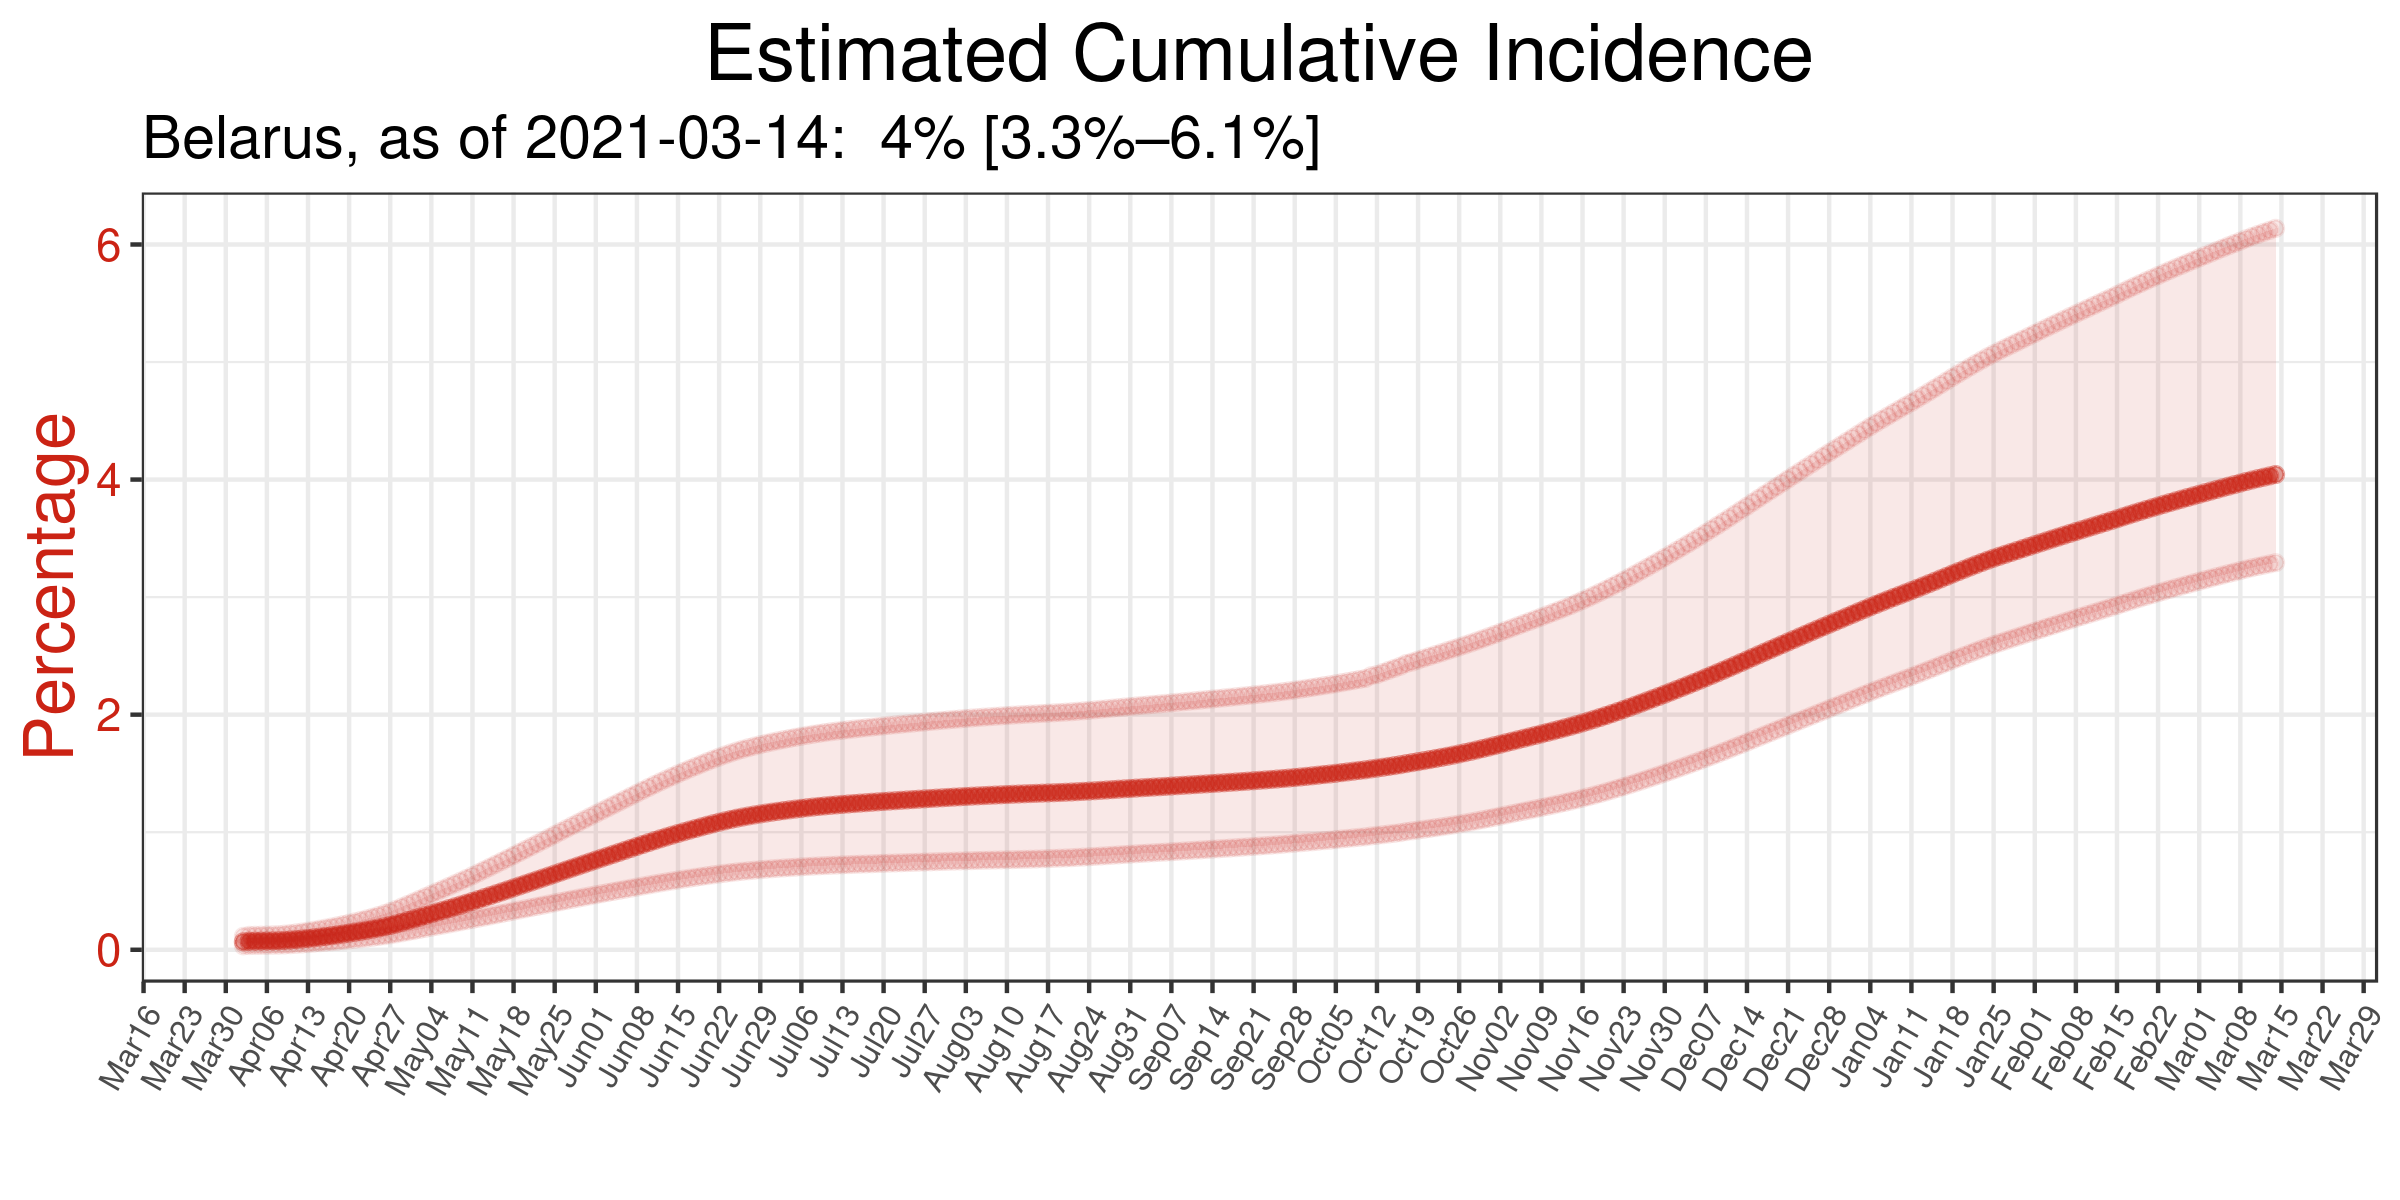 Estimated Cumulative Incidence
Belarus, as of 2021-03-14:  4% [3.3%–6.1%]
Percentage
6
4
2
0
Mar16
Mar23
Mar30
Apr06
Apr13
Apr20
Apr27
May04
May11
May18
May25
Jun01
Jun08
Jun15
Jun22
Jun29
Jul06
Jul13
Jul20
Jul27
Aug03
Aug10
Aug17
Aug24
Aug31
Sep07
Sep14
Sep21
Sep28
Oct05
Oct12
Oct19
Oct26
Nov02
Nov09
Nov16
Nov23
Nov30
Dec07
Dec14
Dec21
Dec28
Jan04
Jan11
Jan18
Jan25
Feb01
Feb08
Feb15
Feb22
Mar01
Mar08
Mar15
Mar22
Mar29